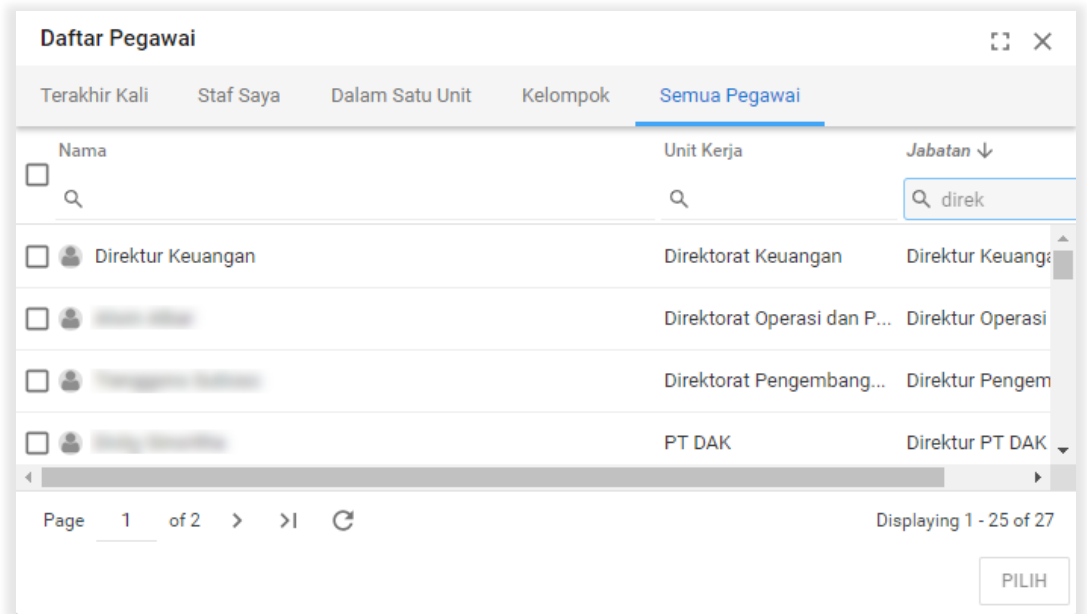 Daftar Pegawai
Terakhir Kali Staf Saya Dalam Satu Unit Kelompok Semua Pegawai
Nama Unit Kerja Jabatan
direk
Direktur Keuangan Direktorat Keuangan Direktur Keuanga
Direktorat Operasi dan P... Direktur Operasi
Direktorat Pengembang... Direktur Pengem
PT DAK Direktur PT DAK
Page 1 of 2 Displaying 1 - 25 of 27
PILIH